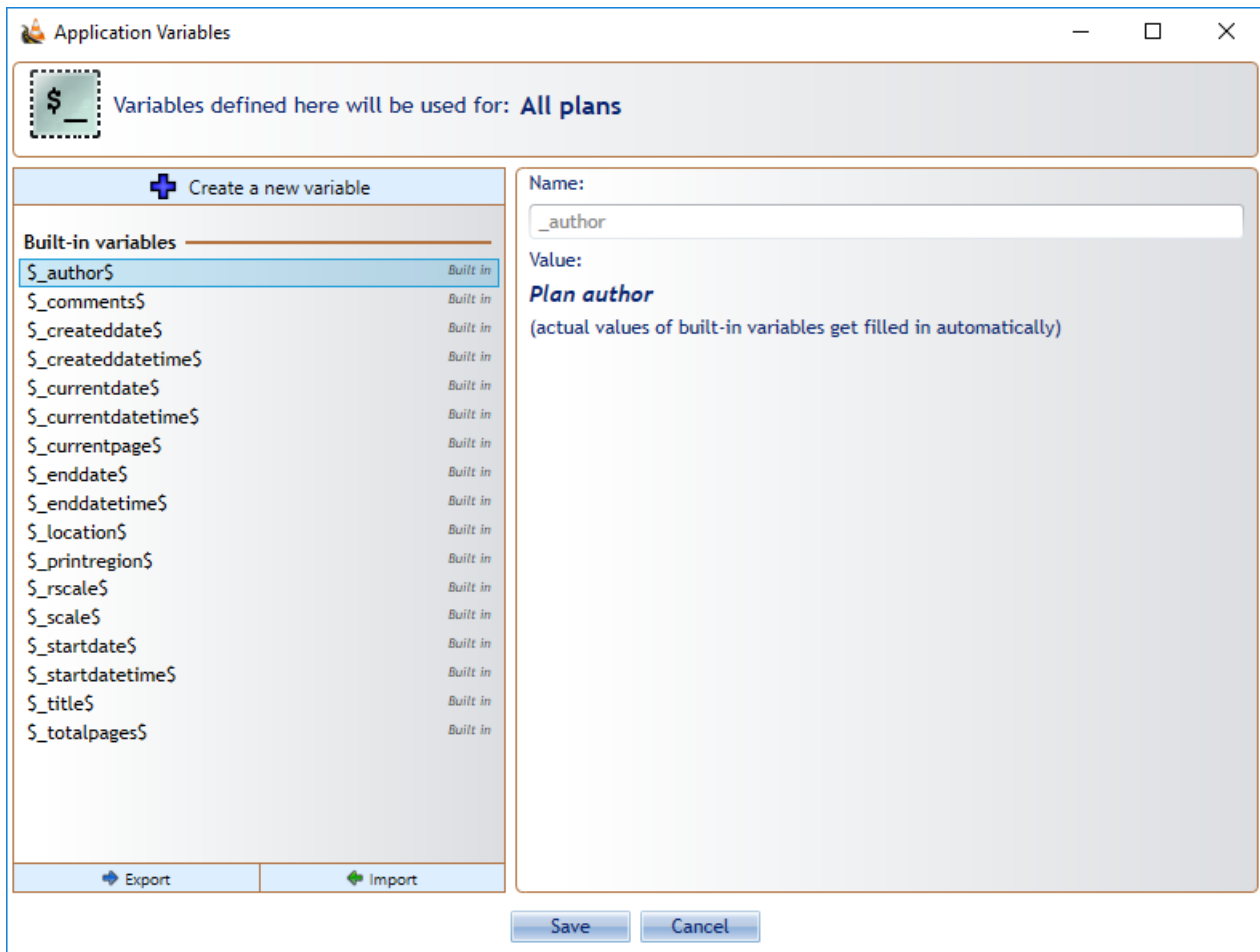 Application Variables
$_
Variables defined here will be used for: All plans
Create a new variable
Built-in variables
$_author$ Built in
$_comments$ Built in
$_createddate$ Built in
$_createddatetime$ Built in
$_currentdate$ Built in
$_currentdatetime$ Built in
$_currentpage$ Built in
$_enddate$ Built in
$_enddatetime$ Built in
$_location$ Built in
$_printregion$ Built in
$_rscale$ Built in
$_scale$ Built in
$_startdate$ Built in
$_startdatetime$ Built in
$_title$ Built in
$_totalpages$ Built in
Export
Import
Name:
_author
Value:
Plan author
(actual values of built-in variables get filled in automatically)
Save
Cancel